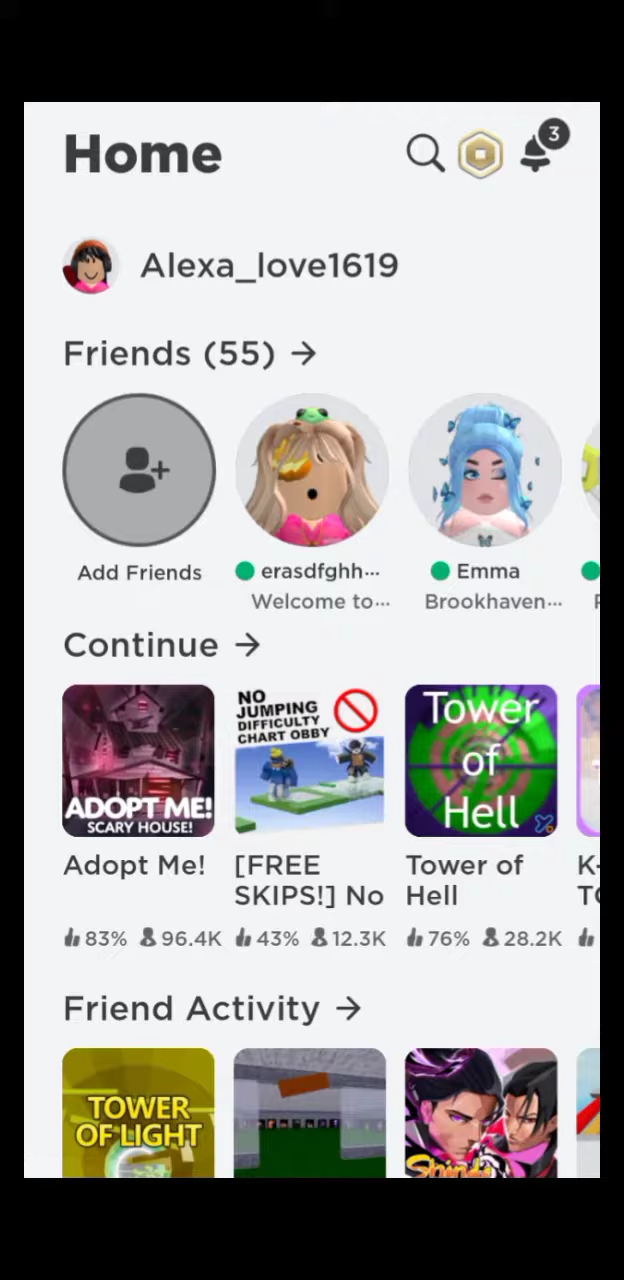 Home
3
Alexa_love1619
Friends (55) →
Add Friends
erasdfghh...
Emma
Welcome to...
Brookhaven...
Continue →
ADOPT ME!
SCARY HOUSE!
NO
JUMPING
DIFFICULTY
CHART OBBY
Tower
of
Hell
Adopt Me!
[FREE
SKIPS!] No
Tower of
Hell
K-
83% 96.4K
43% 12.3K
76% 28.2K
Friend Activity →
TOWER
OF LIGHT